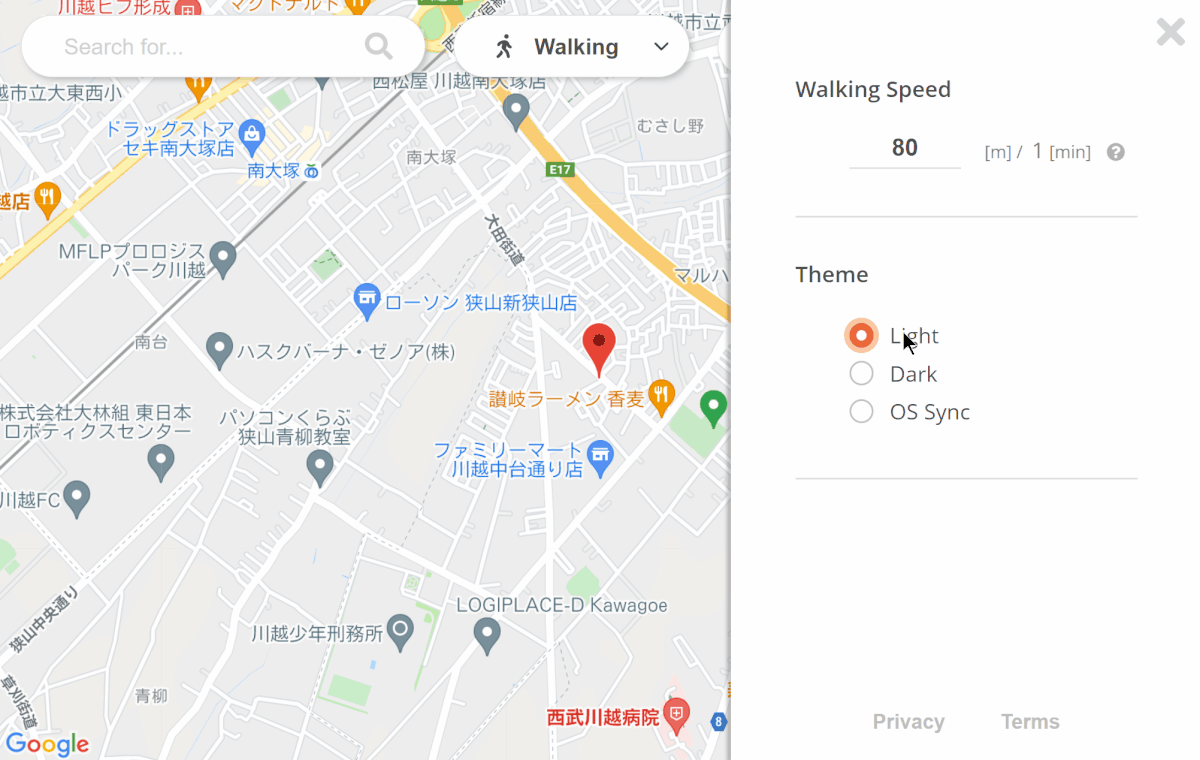 川越ヒフ形成
マクドナルド
Search for...
Walking
越市立大東西小
西松屋 川越南大塚店
ドラッグストア
セキ南大塚店
むさし野
南大塚
南大塚
E17
越店
大田街道
MFLPプロロジス
パーク川越
マルハ
ローソン 狭山新狭山店
南台
ハスクバーナ・ゼノア(株)
讃岐ラーメン 香麦
株式会社大林組 東日本
ロボティクスセンター
パソコンくらぶ
狭山青柳教室
ファミリーマート
川越中台通り店
川越FC
狭山中央通り
LOGIPLACE-D Kawagoe
川越少年刑務所
青柳
草刈街道
西武川越病院
8
Google
Walking Speed
80 [m] / 1 [min] ?
Theme
Light
Dark
OS Sync
Privacy Terms